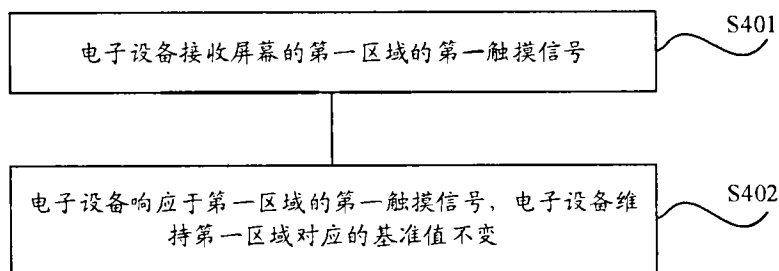 S401
电子设备接收屏幕的第一区域的第一触摸信号
S402
电子设备响应于第一区域的第一触摸信号，电子设备维
持第一区域对应的基准值不变